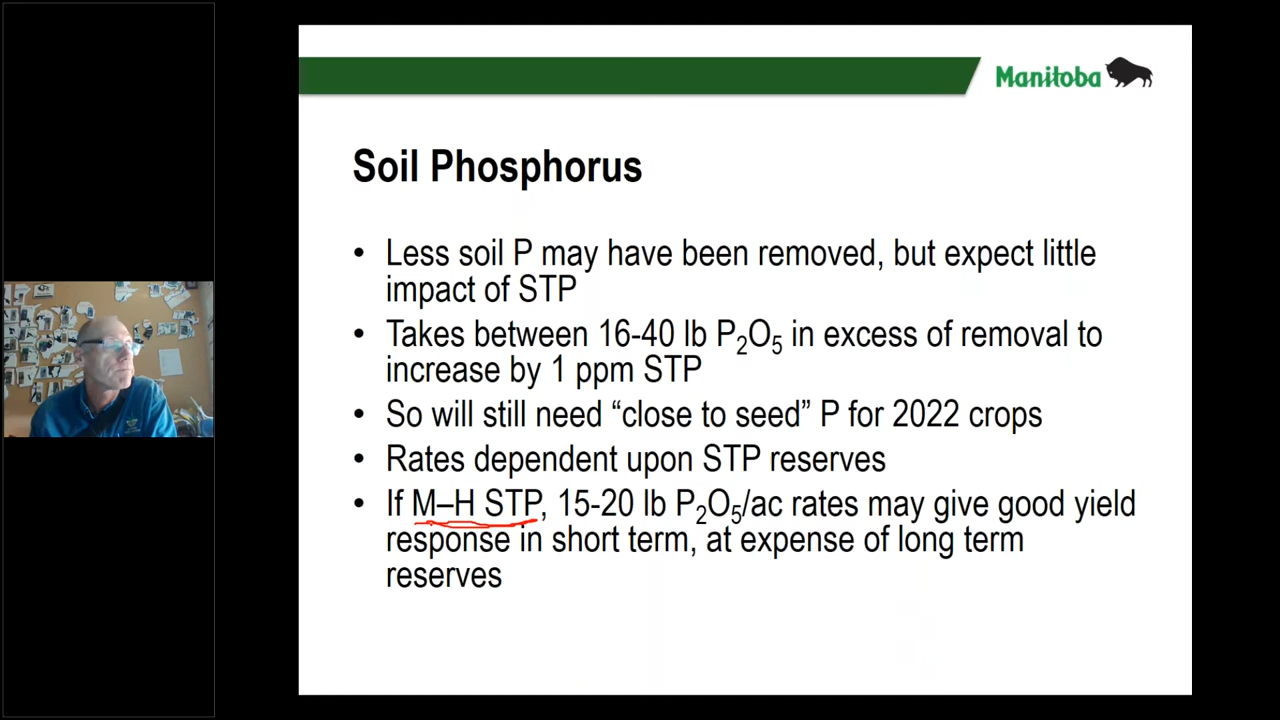 Manitoba
Soil Phosphorus
• Less soil P may have been removed, but expect little
impact of STP
• Takes between 16-40 lb P₂O₅ in excess of removal to
increase by 1 ppm STP
• So will still need “close to seed” P for 2022 crops
• Rates dependent upon STP reserves
• If M–H STP, 15-20 lb P₂O₅/ac rates may give good yield
response in short term, at expense of long term
reserves